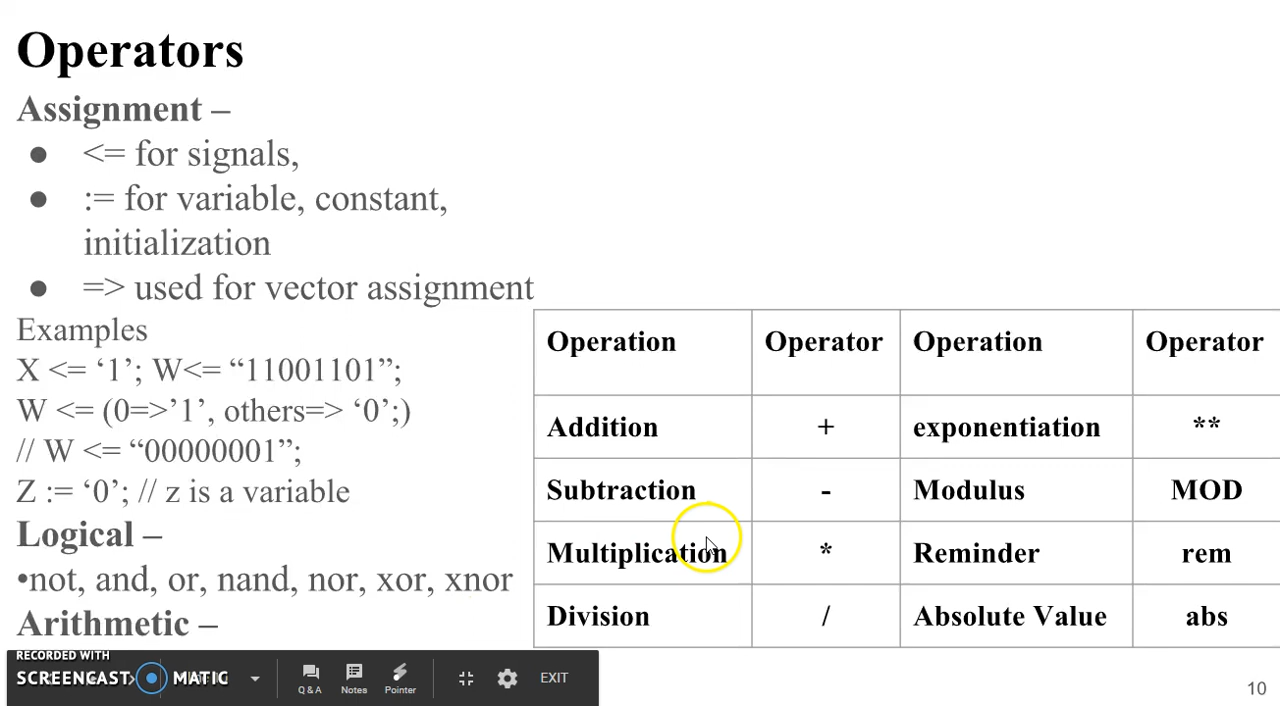 Operators
Assignment –
● <= for signals,
● := for variable, constant,
initialization
● => used for vector assignment
Examples
X <= ‘1’; W<= “11001101”;
W <= (0=>’1’, others=> ‘0’;)
// W <= “00000001”;
Z := ‘0’; // z is a variable
Logical –
•not, and, or, nand, nor, xor, xnor
Arithmetic –
Operation Operator Operation Operator
Addition + exponentiation **
Subtraction - Modulus MOD
Multiplication * Reminder rem
Division / Absolute Value abs
RECORDED WITH
SCREENCAST MATIC
Q & A Notes Pointer EXIT
10